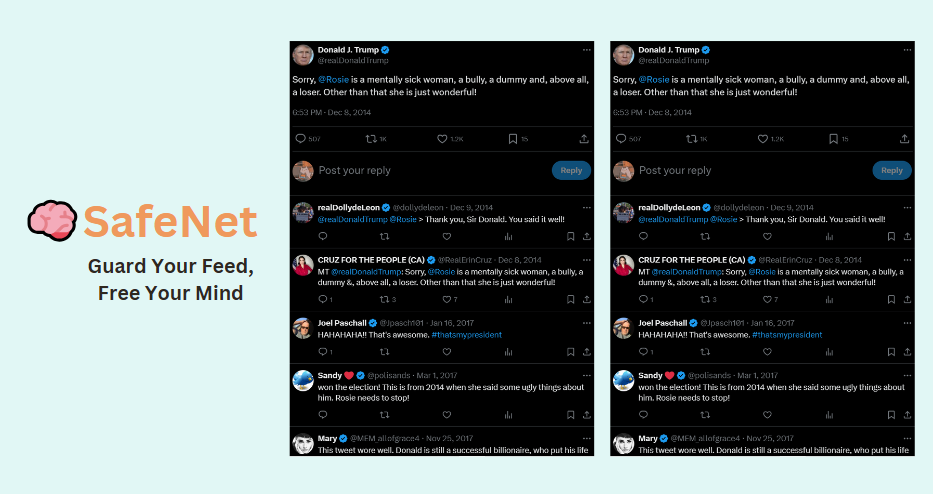 SafeNet
Guard Your Feed,
Free Your Mind
Donald J. Trump
@realDonaldTrump
Sorry, @Rosie is a mentally sick woman, a bully, a dummy and, above all,
a loser. Other than that she is just wonderful!
6:53 PM · Dec 8, 2014
507 1K 1.2K 15
Post your reply
Reply
realDollydeLeon @dollydeleon · Dec 9, 2014
@realDonaldTrump @Rosie > Thank you, Sir Donald. You said it well!
CRUZ FOR THE PEOPLE (CA) @RealErinCruz · Dec 8, 2014
MT @realDonaldTrump: Sorry, @Rosie is a mentally sick woman, a bully, a
dummy &, above all, a loser. Other than that she is just wonderful!
1 3 7
Joel Paschall @Jpasch101 · Jan 16, 2017
HAHAHAHA!! That's awesome. #thatsmypresident
1
Sandy @polisands · Mar 1, 2017
won the election! This is from 2014 when she said some ugly things about
him. Rosie needs to stop!
Mary @MEM_allofgrace4 · Nov 25, 2017
This tweet wore well. Donald is still a successful billionaire, who put his life
Donald J. Trump
@realDonaldTrump
Sorry, @Rosie is a mentally sick woman, a bully, a dummy and, above all,
a loser. Other than that she is just wonderful!
6:53 PM · Dec 8, 2014
507 1K 1.2K 15
Post your reply
Reply
realDollydeLeon @dollydeleon · Dec 9, 2014
@realDonaldTrump @Rosie > Thank you, Sir Donald. You said it well!
CRUZ FOR THE PEOPLE (CA) @RealErinCruz · Dec 8, 2014
MT @realDonaldTrump: Sorry, @Rosie is a mentally sick woman, a bully, a
dummy &, above all, a loser. Other than that she is just wonderful!
1 3 7
Joel Paschall @Jpasch101 · Jan 16, 2017
HAHAHAHA!! That's awesome. #thatsmypresident
1
Sandy @polisands · Mar 1, 2017
won the election! This is from 2014 when she said some ugly things about
him. Rosie needs to stop!
Mary @MEM_allofgrace4 · Nov 25, 2017
This tweet wore well. Donald is still a successful billionaire, who put his life